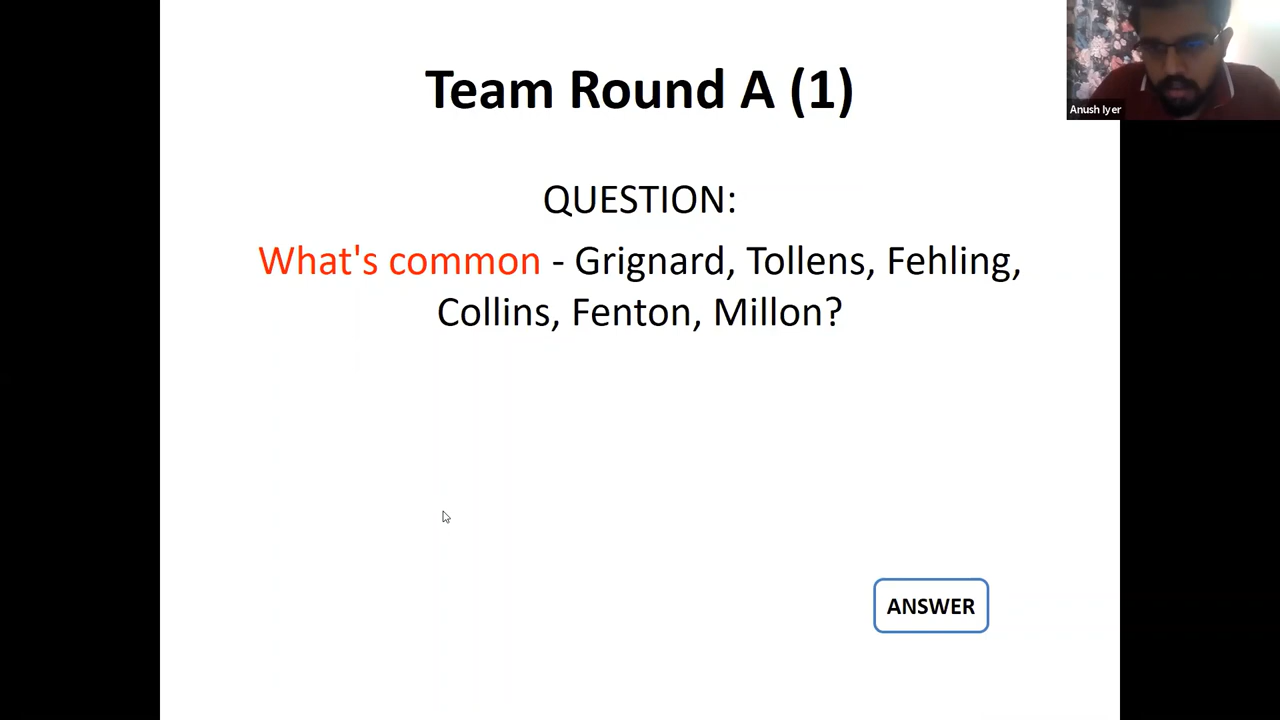 Team Round A (1)
Anush Iyer
QUESTION:
What's common - Grignard, Tollens, Fehling,
Collins, Fenton, Millon?
ANSWER